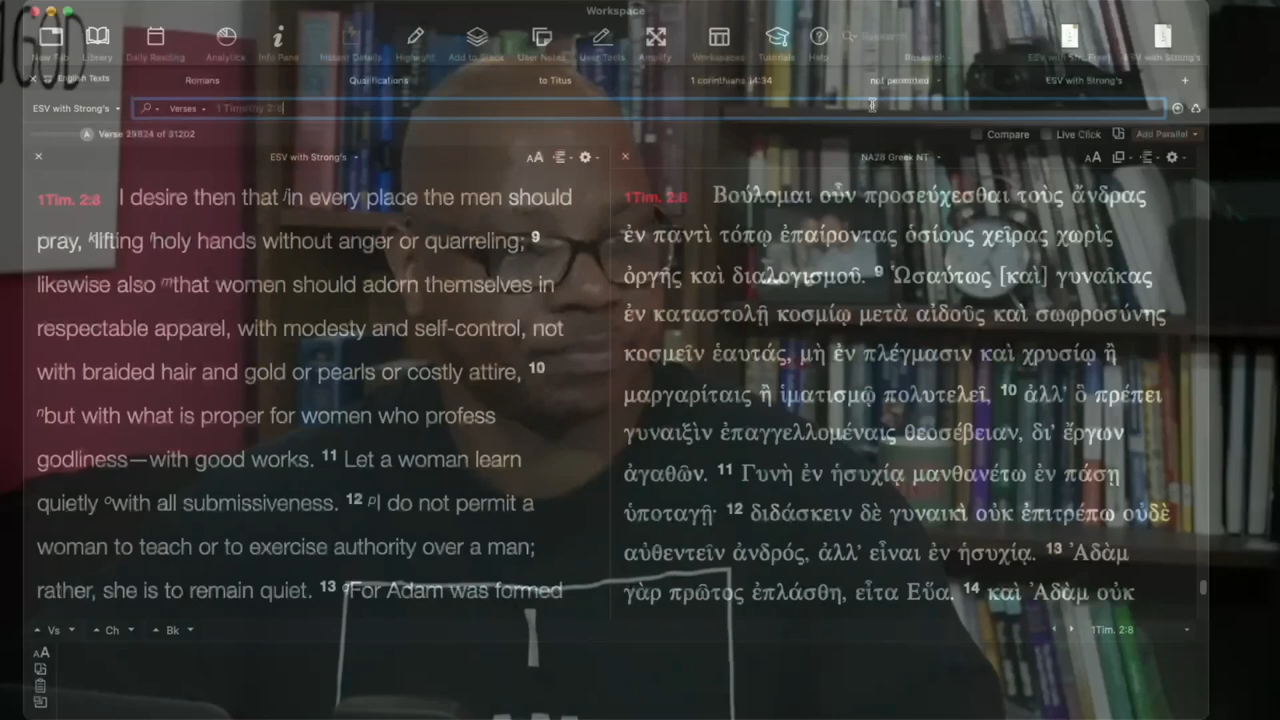 GOD
Workspace
New Tab Library Daily Reading Analytics Info Pane Instant Details Highlight Add to Stack User Notes User Tools Amplify Workspaces Tutorials Help Research
English Texts Romans Qualifications to Titus 1 corinthians 14:34 not permitted ESV with Strong's
ESV with Strong's Verses 1 Timothy 2:8
Verse 29824 of 31202 Compare Live Click Add Parallel
ESV with Strong's
1Tim. 2:8 I desire then that in every place the men should
pray, lifting holy hands without anger or quarreling; 9
likewise also that women should adorn themselves in
respectable apparel, with modesty and self-control, not
with braided hair and gold or pearls or costly attire, 10
but with what is proper for women who profess
godliness—with good works. 11 Let a woman learn
quietly with all submissiveness. 12 I do not permit a
woman to teach or to exercise authority over a man;
rather, she is to remain quiet. 13 For Adam was formed
NA28 Greek NT
1Tim. 2:8 Βούλομαι οὖν προσεύχεσθαι τοὺς ἄνδρας
ἐν παντὶ τόπῳ ἐπαίροντας ὁσίους χεῖρας χωρὶς
ὀργῆς καὶ διαλογισμοῦ. 9 Ὡσαύτως [καὶ] γυναῖκας
ἐν καταστολῇ κοσμίῳ μετὰ αἰδοῦς καὶ σωφροσύνης
κοσμεῖν ἑαυτάς, μὴ ἐν πλέγμασιν καὶ χρυσίῳ ἢ
μαργαρίταις ἢ ἱματισμῷ πολυτελεῖ, 10 ἀλλ’ ὃ πρέπει
γυναιξὶν ἐπαγγελλομέναις θεοσέβειαν, δι’ ἔργων
ἀγαθῶν. 11 Γυνὴ ἐν ἡσυχίᾳ μανθανέτω ἐν πάσῃ
ὑποταγῇ· 12 διδάσκειν δὲ γυναικὶ οὐκ ἐπιτρέπω οὐδὲ
αὐθεντεῖν ἀνδρός, ἀλλ’ εἶναι ἐν ἡσυχίᾳ. 13 Ἀδὰμ
γὰρ πρῶτος ἐπλάσθη, εἶτα Εὕα. 14 καὶ Ἀδὰμ οὐκ
Vs Ch Bk 1Tim. 2:8